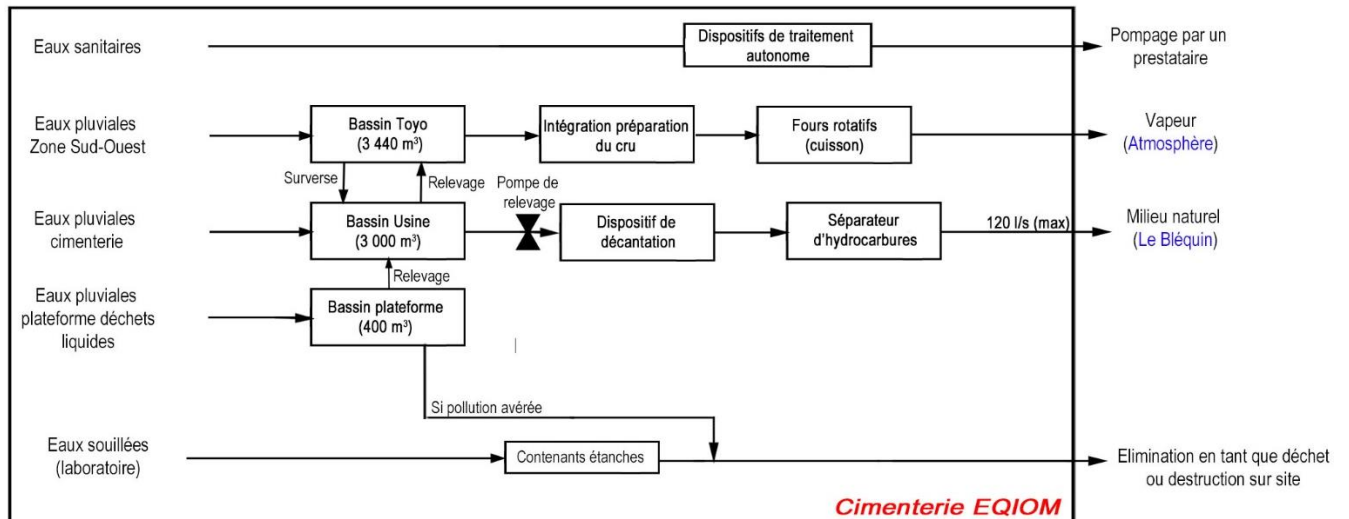 Eaux sanitaires
Dispositifs de traitement
autonome
Pompage par un
prestataire
Eaux pluviales
Zone Sud-Ouest
Bassin Toyo
(3 440 m³)
Intégration préparation
du cru
Fours rotatifs
(cuisson)
Vapeur
(Atmosphère)
Surverse
Relevage
Pompe de
relevage
Eaux pluviales
cimenterie
Bassin Usine
(3 000 m³)
Dispositif de
décantation
Séparateur
d'hydrocarbures
120 l/s (max)
Milieu naturel
(Le Bléquin)
Relevage
Eaux pluviales
plateforme déchets
liquides
Bassin plateforme
(400 m³)
Si pollution avérée
Eaux souillées
(laboratoire)
Contenants étanches
Elimination en tant que déchet
ou destruction sur site
Cimenterie EQIOM